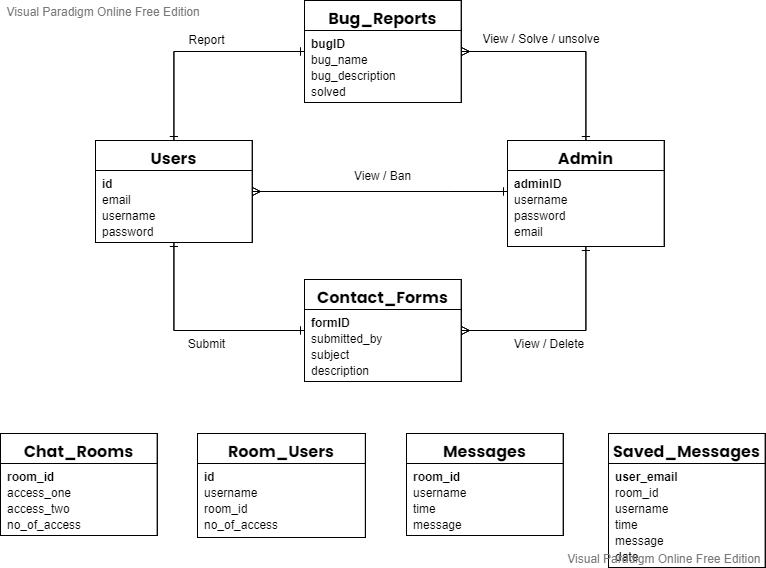 Visual Paradigm Online Free Edition
Bug_Reports
bugID
bug_name
bug_description
solved
Report
View / Solve / unsolve
Users
id
email
username
password
View / Ban
Admin
adminID
username
password
email
Contact_Forms
formID
submitted_by
subject
description
Submit
View / Delete
Chat_Rooms
room_id
access_one
access_two
no_of_access
Room_Users
id
username
room_id
no_of_access
Messages
room_id
username
time
message
Saved_Messages
user_email
room_id
username
time
message
date
Visual Paradigm Online Free Edition